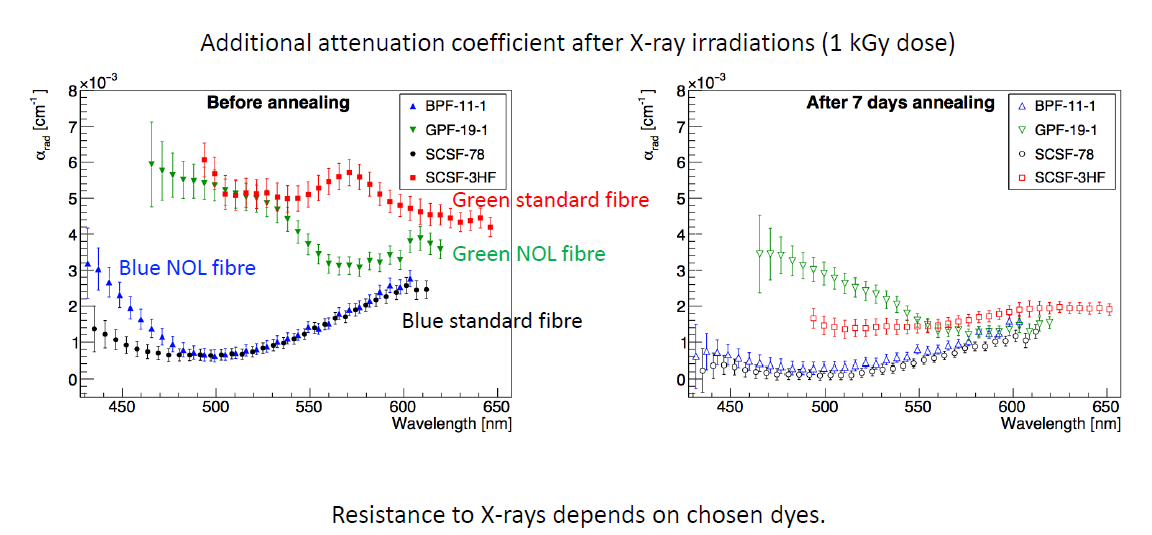 Additional attenuation coefficient after X-ray irradiations (1 kGy dose)
×10⁻³
Before annealing
α_rad [cm⁻¹]
8
7
6
5
4
3
2
1
0
BPF-11-1
GPF-19-1
SCSF-78
SCSF-3HF
Green standard fibre
Green NOL fibre
Blue NOL fibre
Blue standard fibre
450 500 550 600 650
Wavelength [nm]
×10⁻³
After 7 days annealing
α_rad [cm⁻¹]
8
7
6
5
4
3
2
1
0
BPF-11-1
GPF-19-1
SCSF-78
SCSF-3HF
450 500 550 600 650
Wavelength [nm]
Resistance to X-rays depends on chosen dyes.